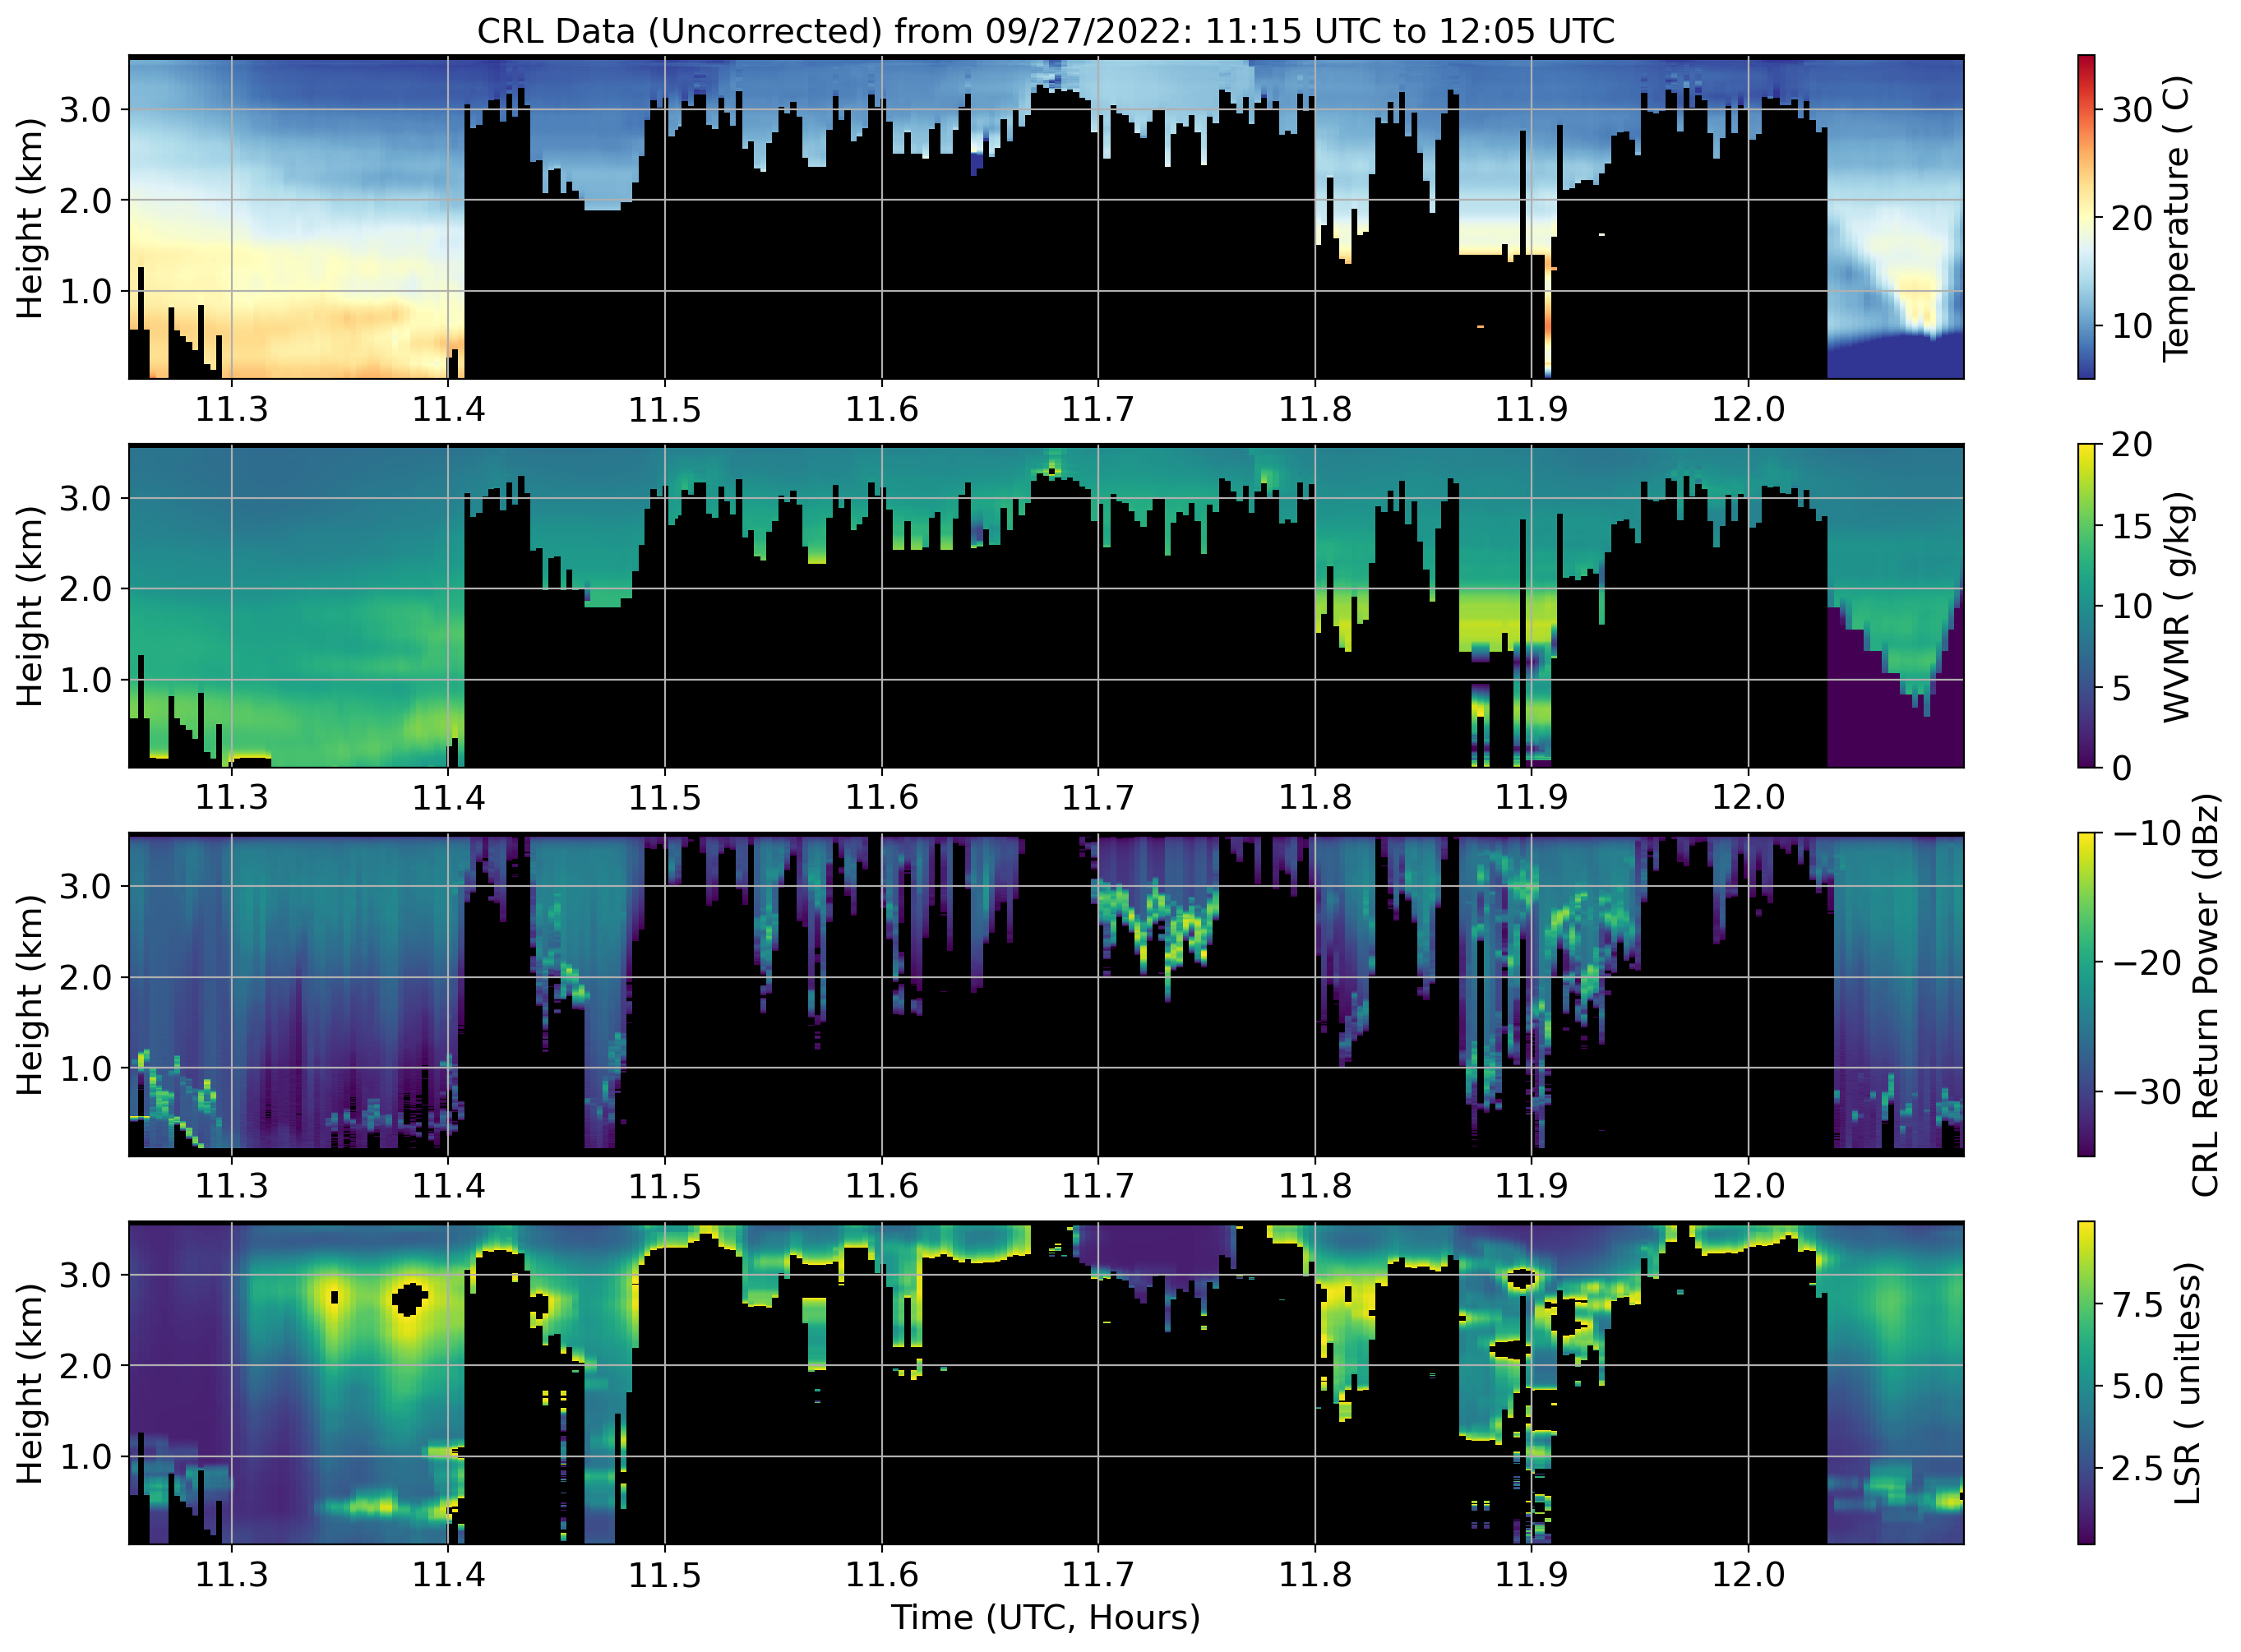 CRL Data (Uncorrected) from 09/27/2022: 11:15 UTC to 12:05 UTC
Height (km)
3.0
2.0
1.0
11.3 11.4 11.5 11.6 11.7 11.8 11.9 12.0
30
20
10
Temperature ( C)
Height (km)
3.0
2.0
1.0
11.3 11.4 11.5 11.6 11.7 11.8 11.9 12.0
20
15
10
5
0
WVMR ( g/kg)
Height (km)
3.0
2.0
1.0
11.3 11.4 11.5 11.6 11.7 11.8 11.9 12.0
−10
−20
−30
CRL Return Power (dBz)
Height (km)
3.0
2.0
1.0
11.3 11.4 11.5 11.6 11.7 11.8 11.9 12.0
7.5
5.0
2.5
LSR ( unitless)
Time (UTC, Hours)